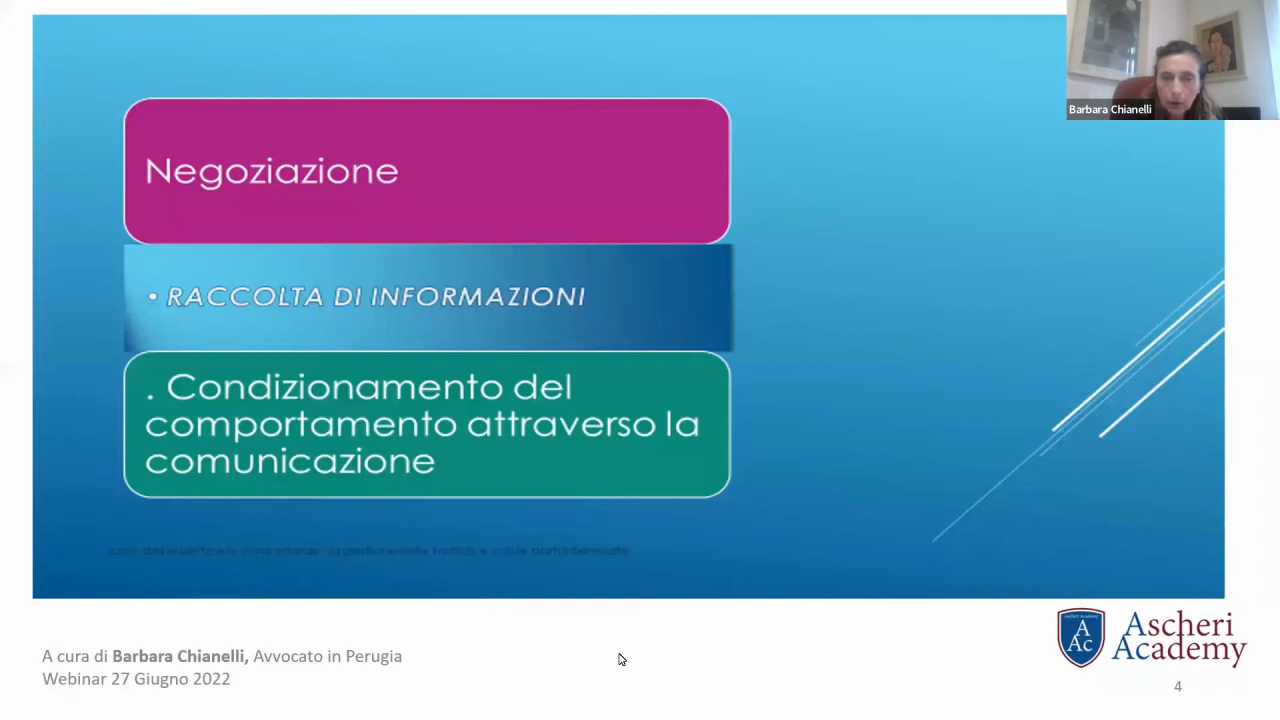 Barbara Chianelli
Negoziazione
• RACCOLTA DI INFORMAZIONI
. Condizionamento del
comportamento attraverso la
comunicazione
A cura di Barbara Chianelli, Avvocato in Perugia
Webinar 27 Giugno 2022
A
Ac
Ascheri
Academy
4